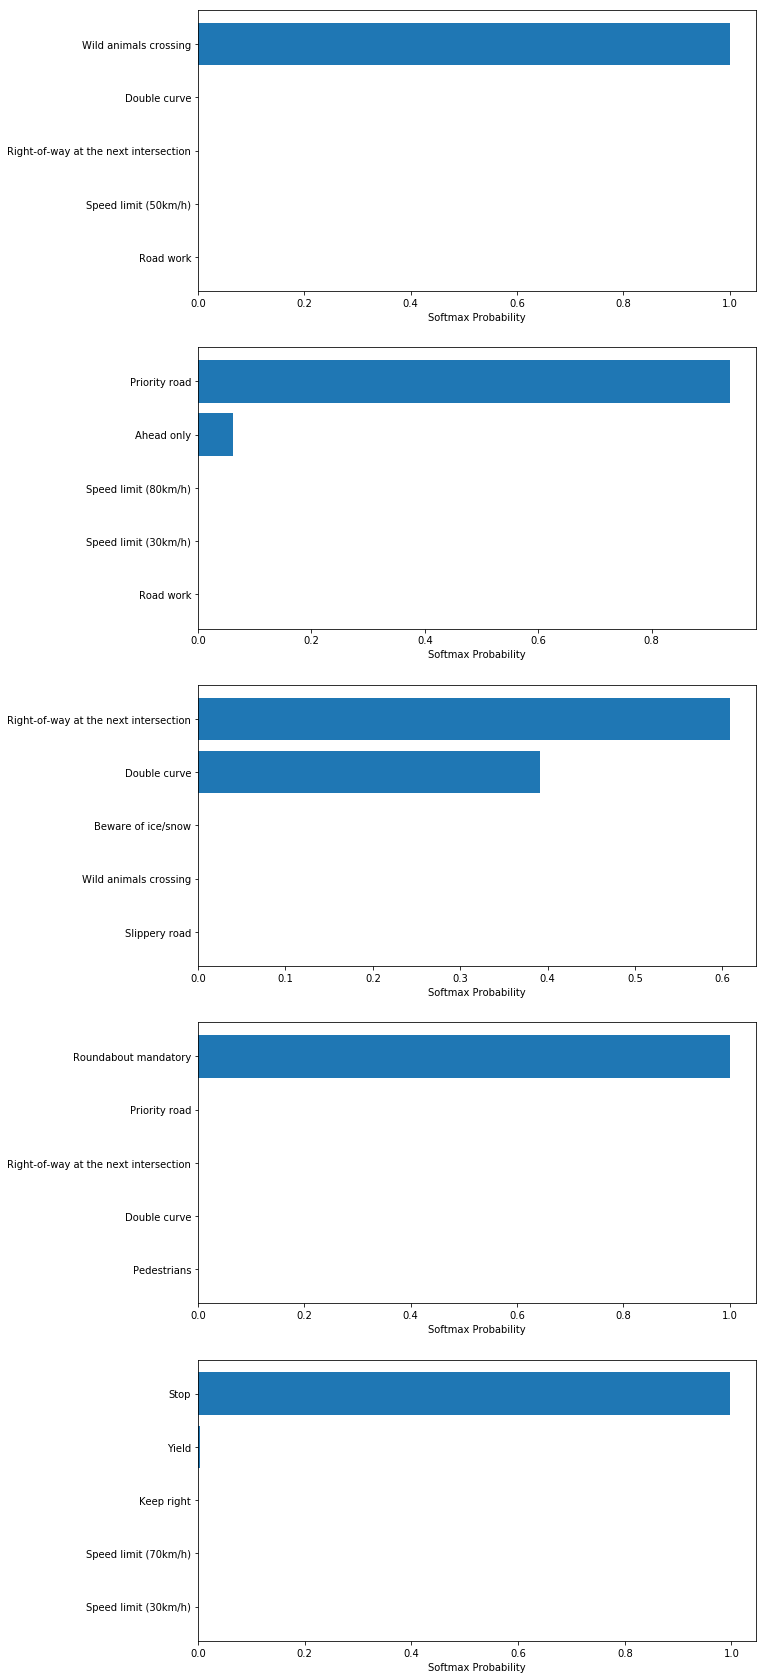 Wild animals crossing
Double curve
Right-of-way at the next intersection
Speed limit (50km/h)
Road work
0.0 0.2 0.4 0.6 0.8 1.0
Softmax Probability
Priority road
Ahead only
Speed limit (80km/h)
Speed limit (30km/h)
Road work
0.0 0.2 0.4 0.6 0.8
Softmax Probability
Right-of-way at the next intersection
Double curve
Beware of ice/snow
Wild animals crossing
Slippery road
0.0 0.1 0.2 0.3 0.4 0.5 0.6
Softmax Probability
Roundabout mandatory
Priority road
Right-of-way at the next intersection
Double curve
Pedestrians
0.0 0.2 0.4 0.6 0.8 1.0
Softmax Probability
Stop
Yield
Keep right
Speed limit (70km/h)
Speed limit (30km/h)
0.0 0.2 0.4 0.6 0.8 1.0
Softmax Probability